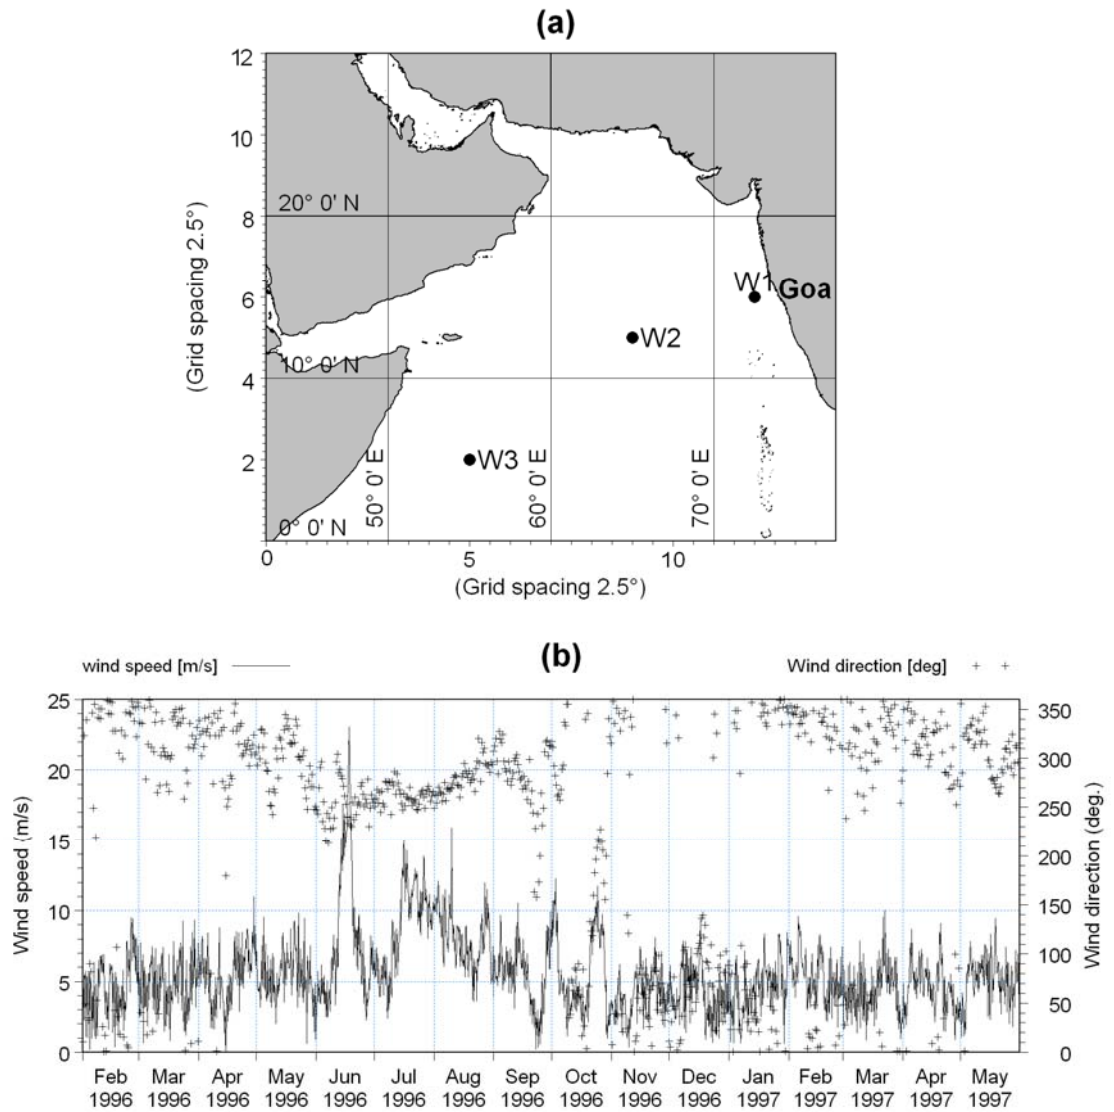 (a)
12
10
8
6
4
2
(Grid spacing 2.5°)
20° 0' N
10° 0' N
0° 0' N
50° 0' E
60° 0' E
70° 0' E
W1 Goa
W2
W3
0 5 10
(Grid spacing 2.5°)
(b)
wind speed [m/s]
Wind direction [deg]
25
20
15
10
5
0
Wind speed (m/s)
350
300
250
200
150
100
50
0
Wind direction (deg.)
Feb Mar Apr May Jun Jul Aug Sep Oct Nov Dec Jan Feb Mar Apr May
1996 1996 1996 1996 1996 1996 1996 1996 1996 1996 1996 1997 1997 1997 1997 1997